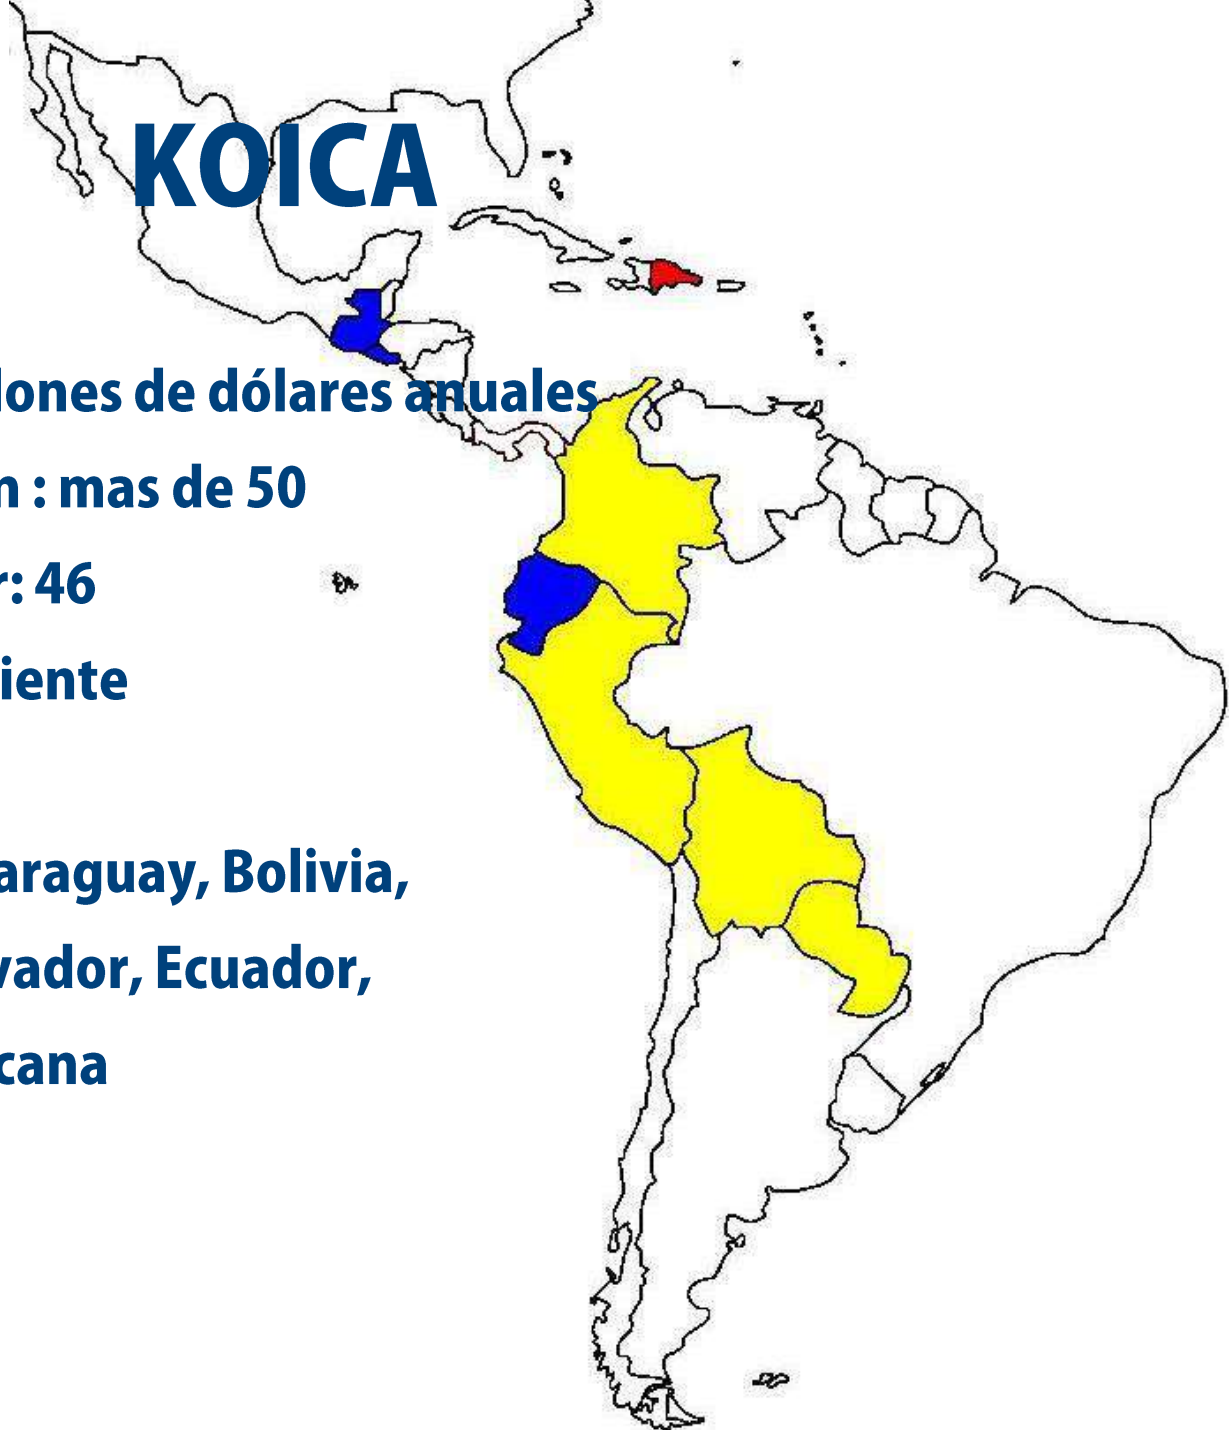 KOICA
lones de dólares anuales
n : mas de 50
r: 46
iente
araguay, Bolivia,
vador, Ecuador,
cana